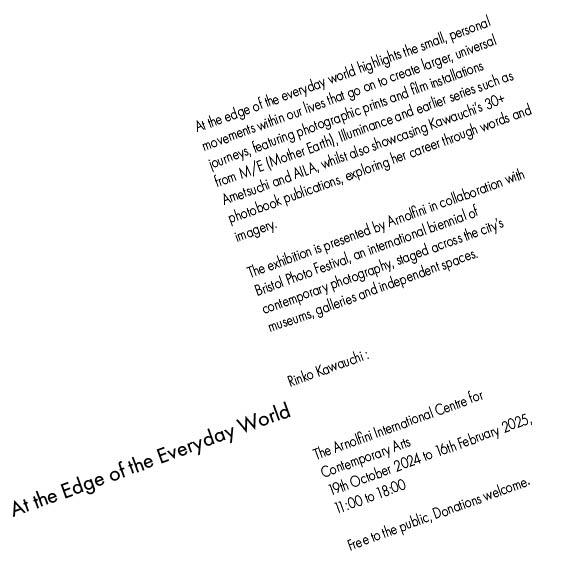 At the edge of the everyday world highlights the small, personal
movements within our lives that go on to create larger, universal
journeys, featuring photographic prints and film installations
from M/E (Mother Earth), Illuminance and earlier series such as
Ametsuchi and AILA, whilst also showcasing Kawauchi's 30+
photobook publications, exploring her career through words and
imagery.
The exhibition is presented by Arnolfini in collaboration with
Bristol Photo Festival, an international biennial of
contemporary photography, staged across the city's
museums, galleries and independent spaces.
Rinko Kawauchi :
At the Edge of the Everyday World
The Arnolfini International Centre for
Contemporary Arts
19th October 2024 to 16th February 2025,
11:00 to 18:00
Free to the public, Donations welcome.